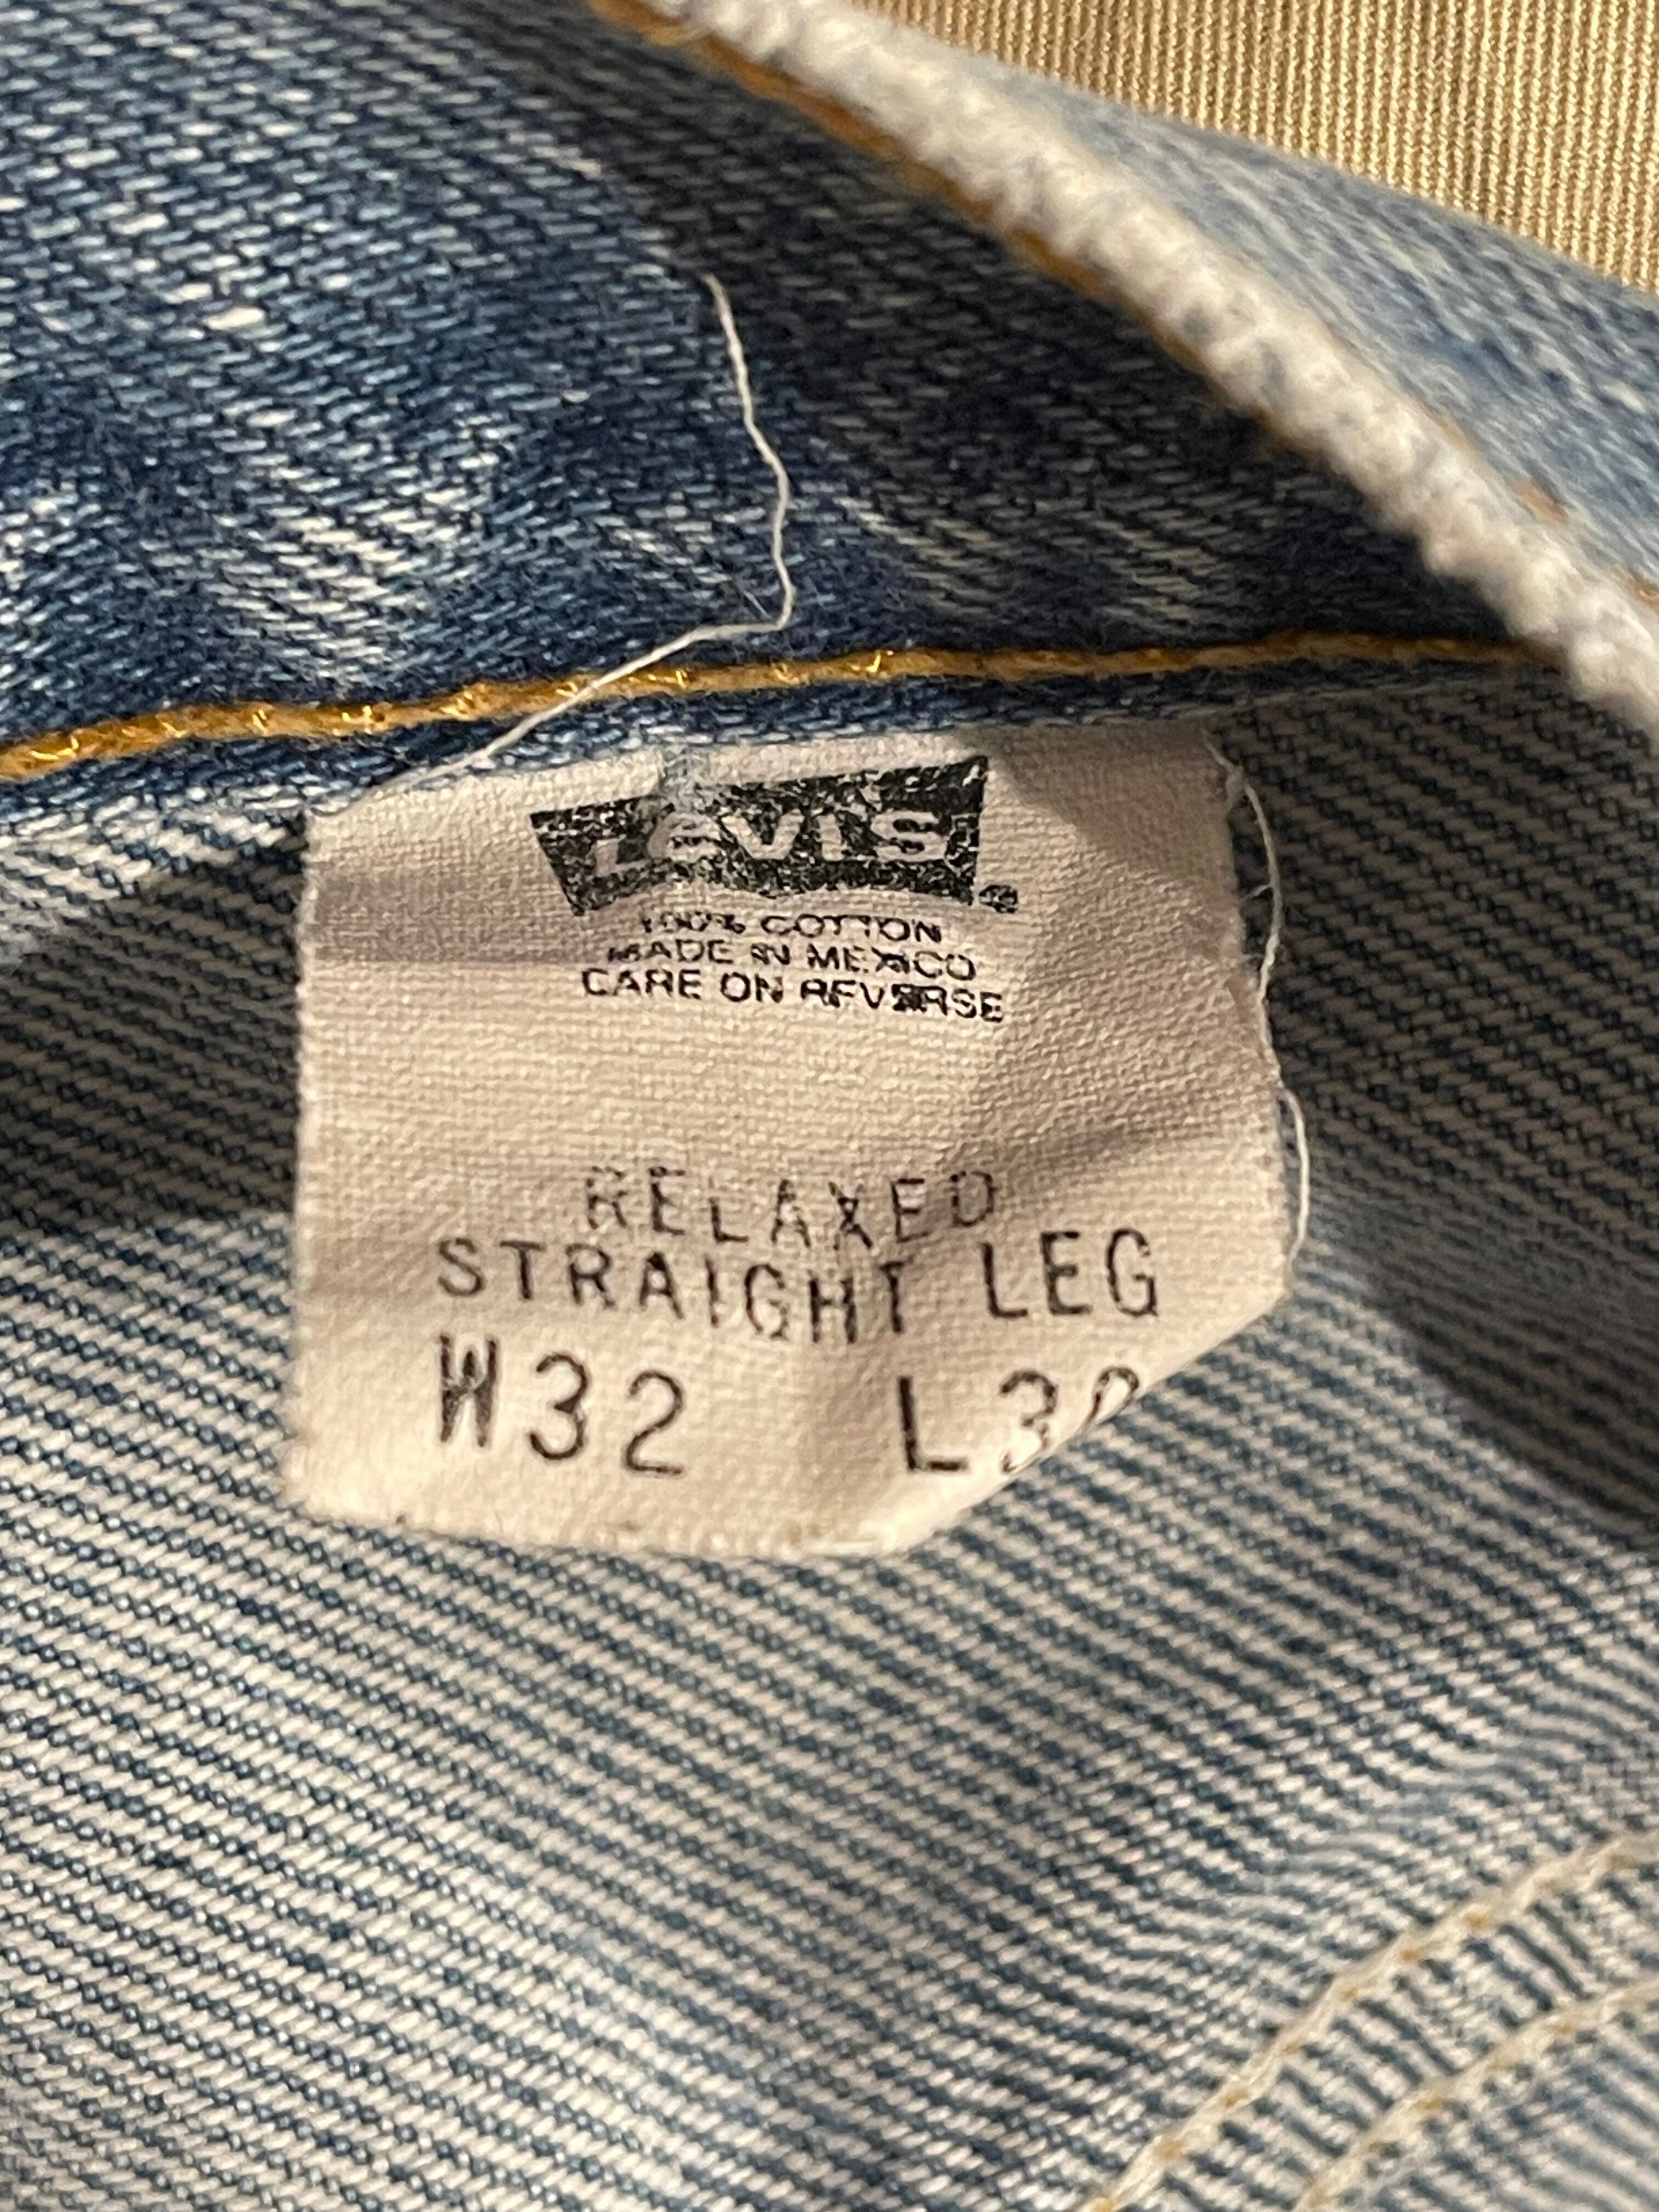 LEVI'S
100% COTTON
MADE IN MEXICO
CARE ON REVERSE
RELAXED
STRAIGHT LEG
W32 L